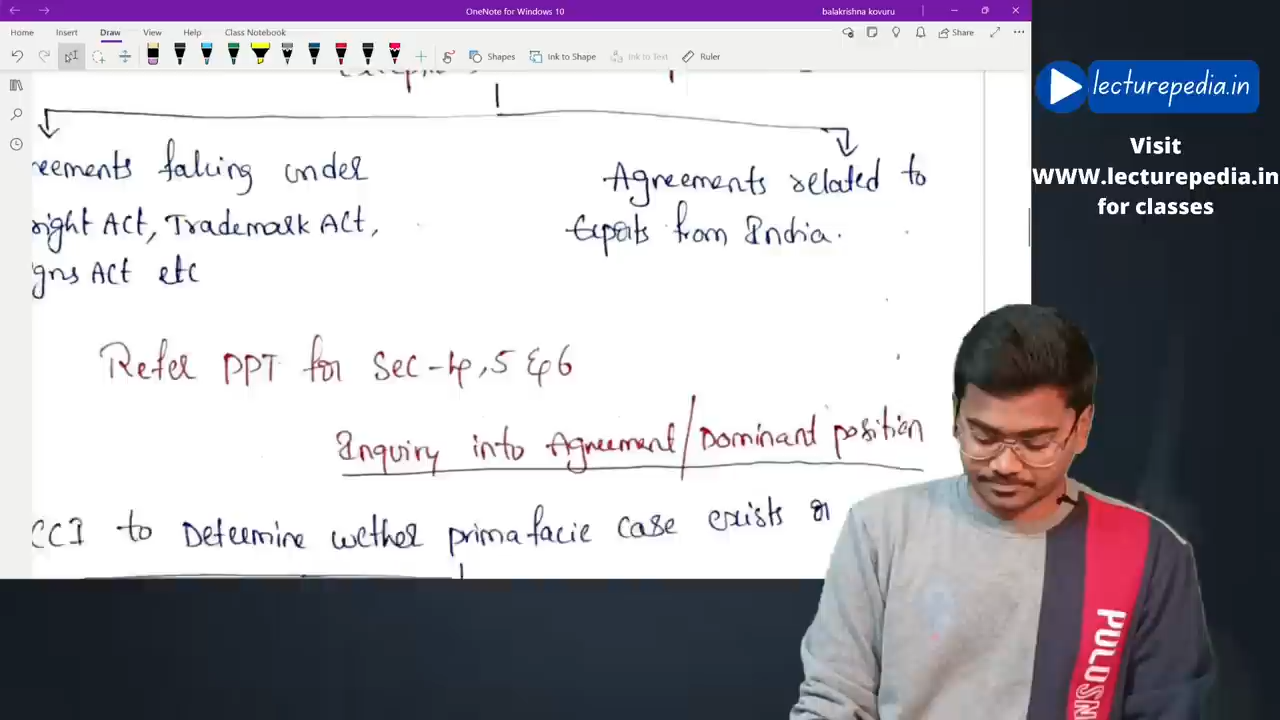 OneNote for Windows 10
balakrishna kovuru
Home Insert Draw View Help Class Notebook
Share
Shapes Ink to Shape Ink to Text Ruler
reements falling under
right Act, Trademark Act,
gns Act etc
Agreements related to
Exports from India.
Refer PPT for Sec-4,5 & 6
Inquiry into Agreement/Dominant position
CCI to Determine wether primafacie case exists or
lecturepedia.in
Visit
WWW.lecturepedia.in
for classes
PULUSN